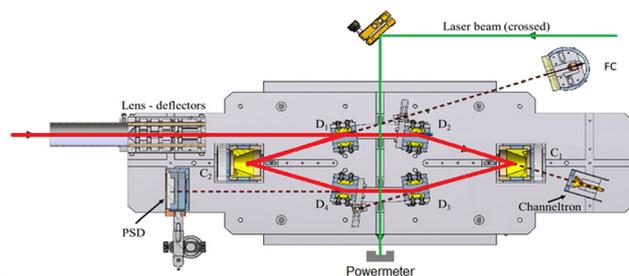 Laser beam (crossed)
FC
Lens - deflectors
D1
D2
C2
C1
D4
D3
PSD
Channeltron
Powermeter